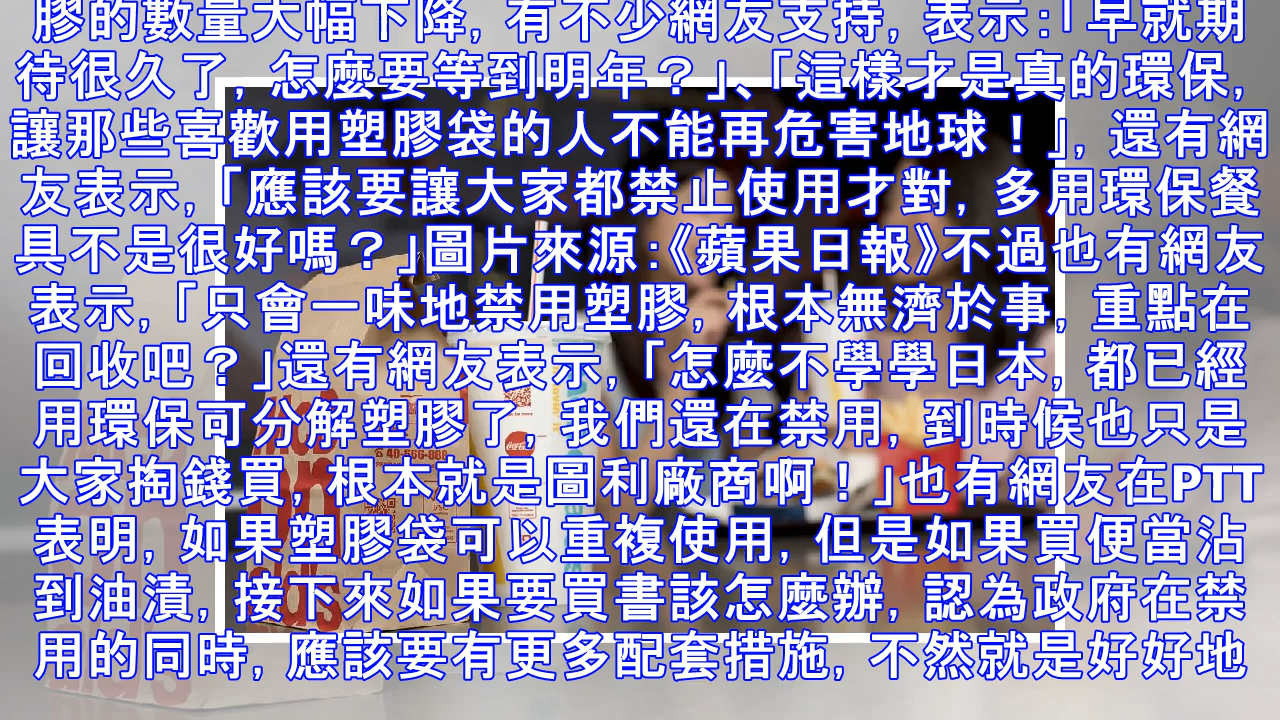 膠的數量大幅下降, 有不少網友支持, 表示:「早就期
待很久了, 怎麼要等到明年？」、「這樣才是真的環保,
讓那些喜歡用塑膠袋的人不能再危害地球！」, 還有網
友表示, 「應該要讓大家都禁止使用才對, 多用環保餐
具不是很好嗎？」圖片來源:《蘋果日報》不過也有網友
表示, 「只會一味地禁用塑膠, 根本無濟於事, 重點在
回收吧？」還有網友表示, 「怎麼不學學日本, 都已經
用環保可分解塑膠了, 我們還在禁用, 到時候也只是
大家掏錢買, 根本就是圖利廠商啊！」也有網友在PTT
表明, 如果塑膠袋可以重複使用, 但是如果買便當沾
到油漬, 接下來如果要買書該怎麼辦, 認為政府在禁
用的同時, 應該要有更多配套措施, 不然就是好好地
40-666-888